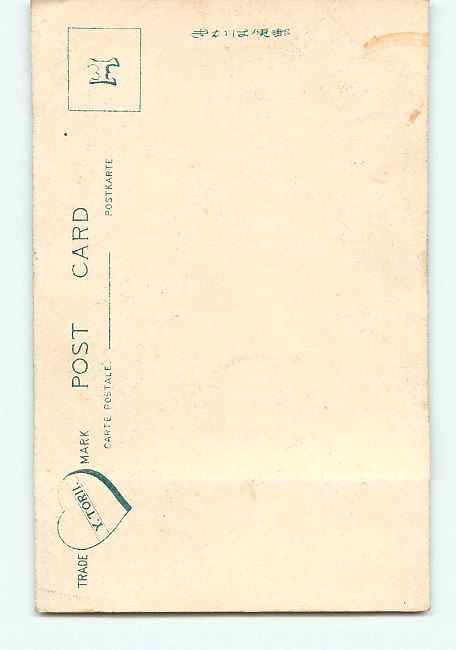 郵便はかき
POST CARD
CARTE POSTALE. POSTKARTE
TRADE MARK
Y. TORII.